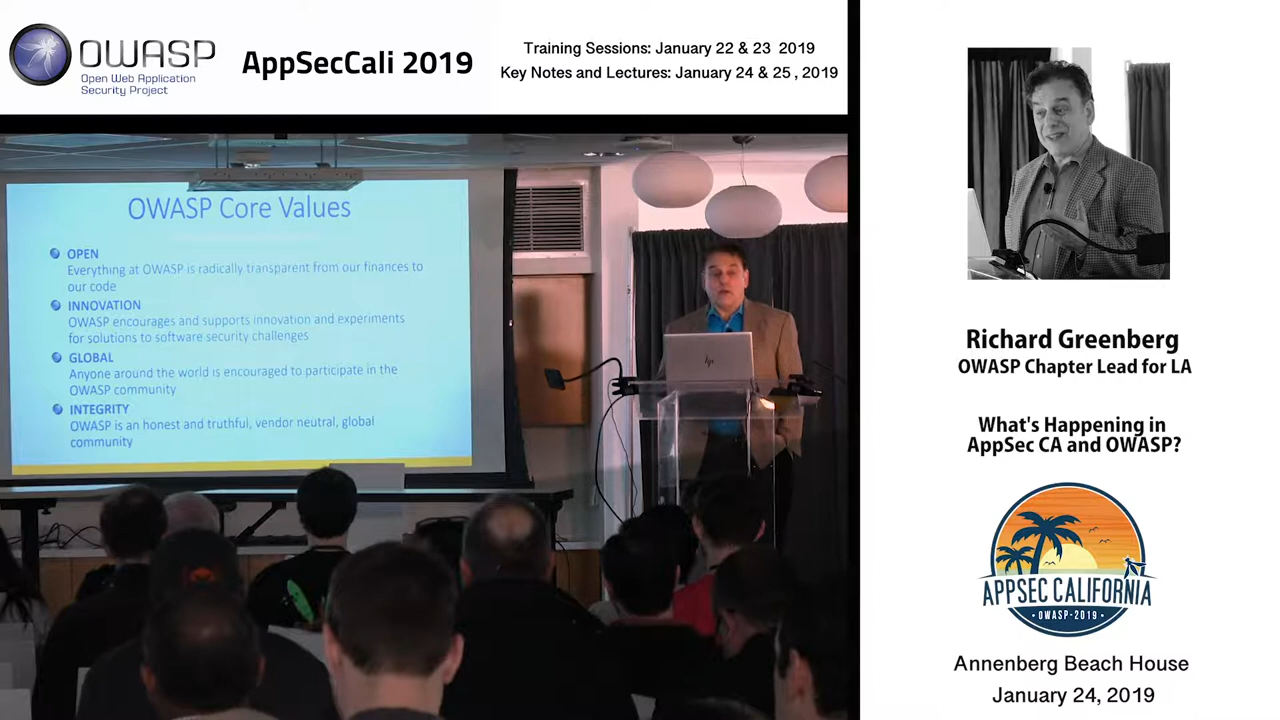 OWASP
Open Web Application
Security Project
AppSecCali 2019
Training Sessions: January 22 & 23 2019
Key Notes and Lectures: January 24 & 25 , 2019
OWASP Core Values
OPEN
Everything at OWASP is radically transparent from our finances to
our code
INNOVATION
OWASP encourages and supports innovation and experiments
for solutions to software security challenges
GLOBAL
Anyone around the world is encouraged to participate in the
OWASP community
INTEGRITY
OWASP is an honest and truthful, vendor neutral, global
community
hp
Richard Greenberg
OWASP Chapter Lead for LA
What's Happening in
AppSec CA and OWASP?
APPSEC CALIFORNIA
· OWASP-2019 ·
Annenberg Beach House
January 24, 2019